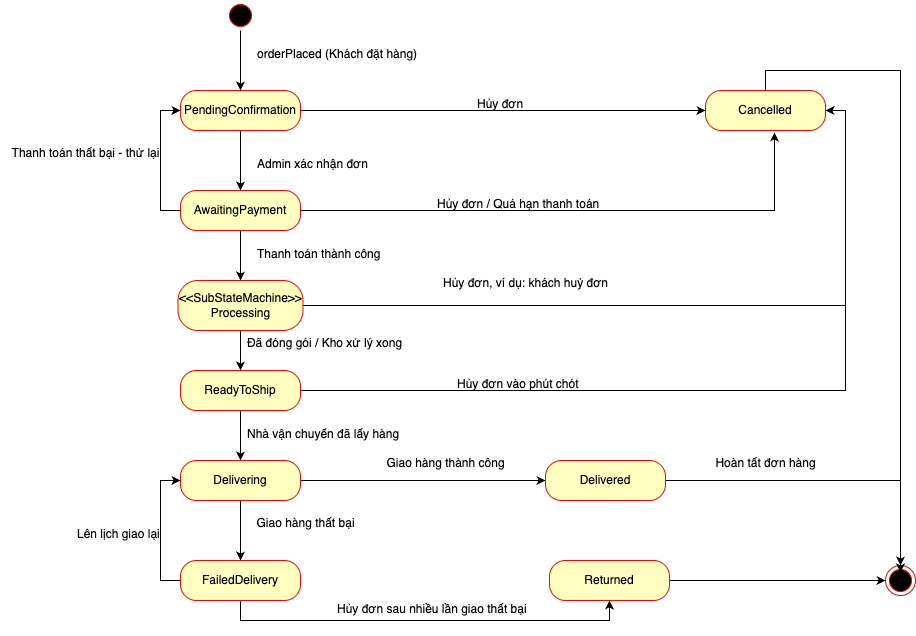 orderPlaced (Khách đặt hàng)
PendingConfirmation
Hủy đơn
Cancelled
Thanh toán thất bại - thử lại
Admin xác nhận đơn
AwaitingPayment
Hủy đơn / Quá hạn thanh toán
Thanh toán thành công
Hủy đơn, ví dụ: khách huỷ đơn
<<SubStateMachine>>
Processing
Đã đóng gói / Kho xử lý xong
ReadyToShip
Hủy đơn vào phút chót
Nhà vận chuyển đã lấy hàng
Delivering
Giao hàng thành công
Delivered
Hoàn tất đơn hàng
Giao hàng thất bại
Lên lịch giao lại
FailedDelivery
Returned
Hủy đơn sau nhiều lần giao thất bại